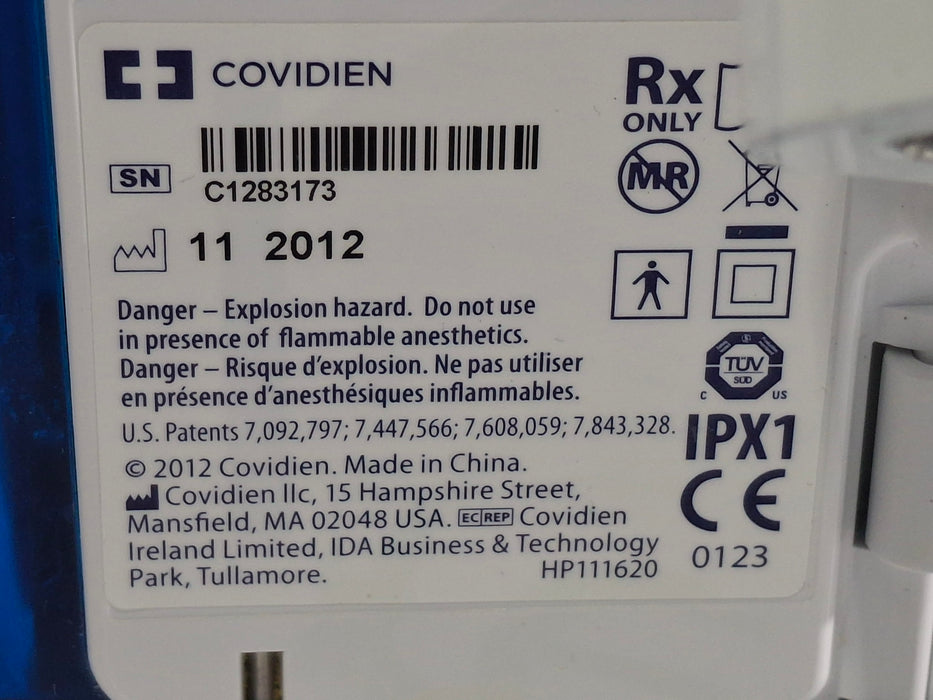 COVIDIEN
Rx
ONLY
SN
C1283173
MR
11 2012
Danger – Explosion hazard. Do not use
in presence of flammable anesthetics.
Danger – Risque d’explosion. Ne pas utiliser
en présence d’anesthésiques inflammables.
TÜV
SÜD
C US
U.S. Patents 7,092,797; 7,447,566; 7,608,059; 7,843,328.
IPX1
© 2012 Covidien. Made in China.
Covidien llc, 15 Hampshire Street,
Mansfield, MA 02048 USA. EC REP Covidien
Ireland Limited, IDA Business & Technology
Park, Tullamore.
HP111620
CE
0123